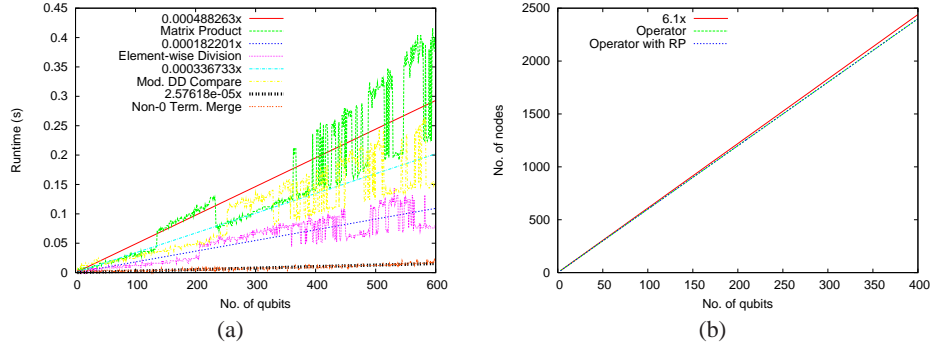 0.45
0.4
0.35
0.3
0.25
0.2
0.15
0.1
0.05
0
Runtime (s)
0.000488263x
Matrix Product
0.000182201x
Element-wise Division
0.000336733x
Mod. DD Compare
2.57618e-05x
Non-0 Term. Merge
0 100 200 300 400 500 600
No. of qubits
(a)
2500
2000
1500
1000
500
0
No. of nodes
6.1x
Operator
Operator with RP
0 50 100 150 200 250 300 350 400
No. of qubits
(b)